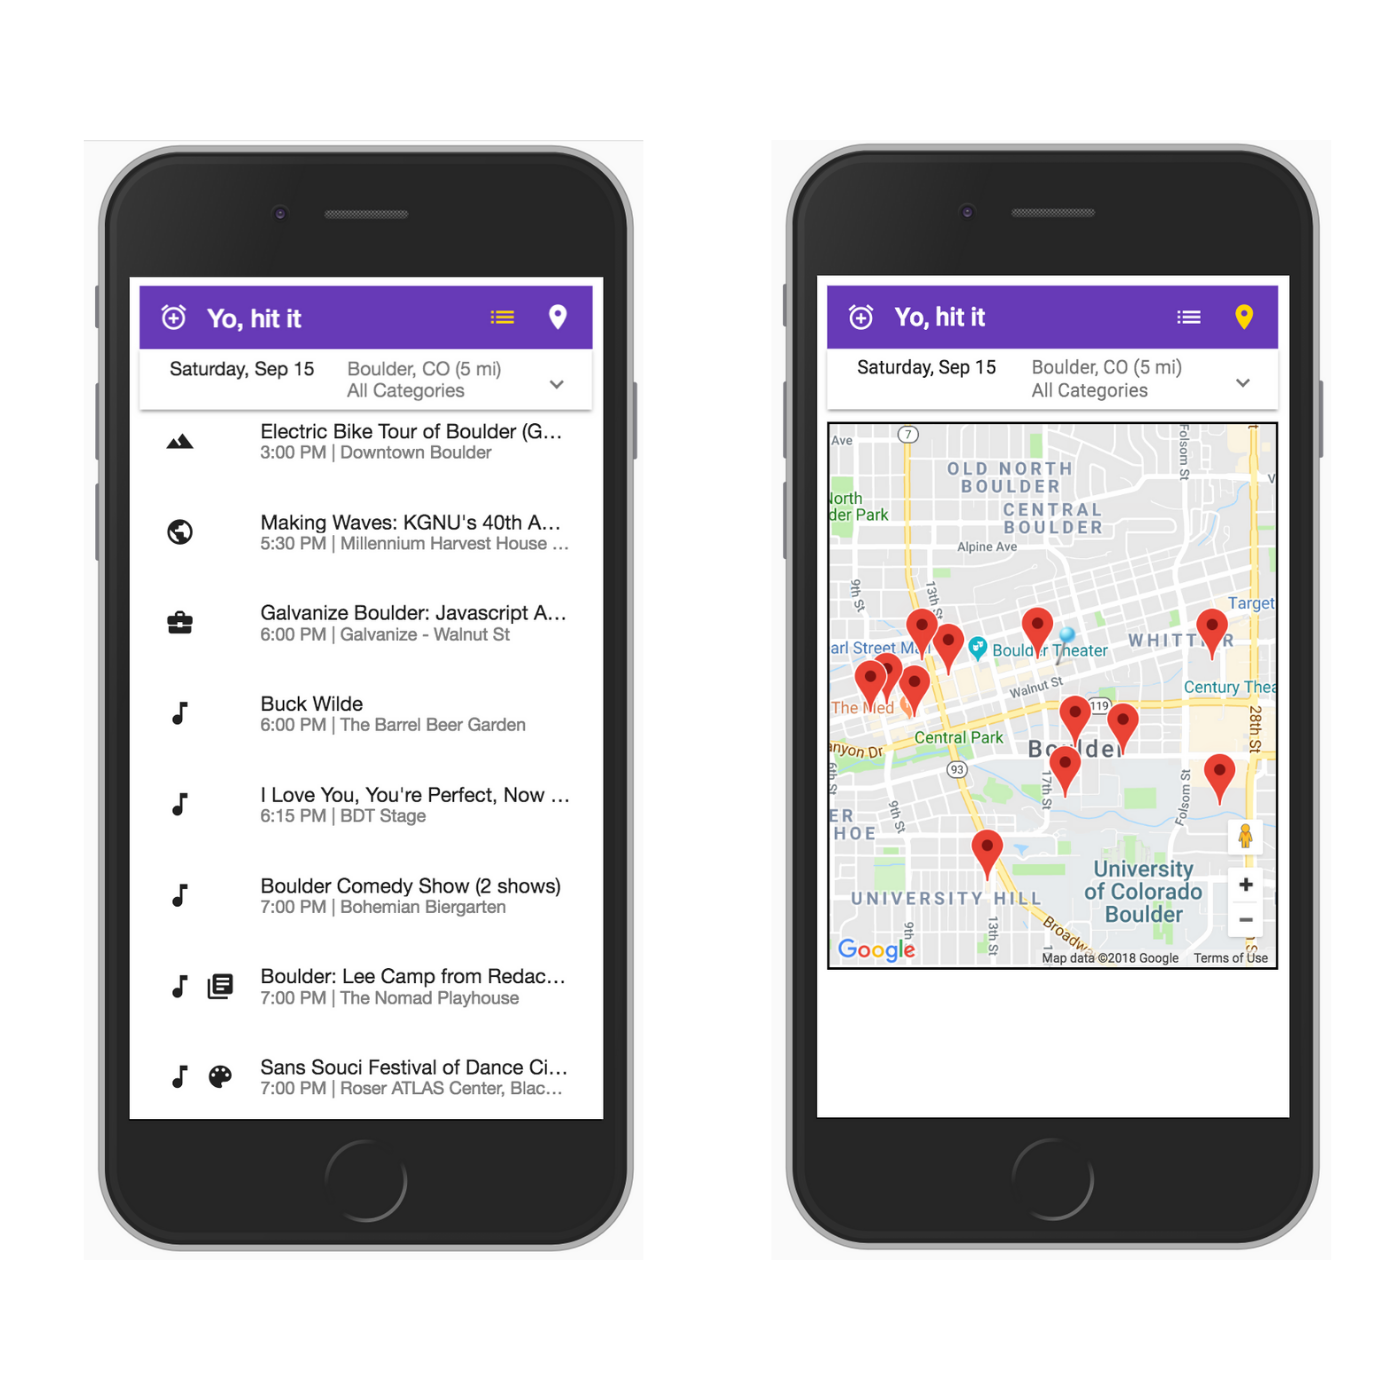 Yo, hit it
Saturday, Sep 15
Boulder, CO (5 mi)
All Categories
Electric Bike Tour of Boulder (G...
3:00 PM | Downtown Boulder
Making Waves: KGNU's 40th A...
5:30 PM | Millennium Harvest House ...
Galvanize Boulder: Javascript A...
6:00 PM | Galvanize - Walnut St
Buck Wilde
6:00 PM | The Barrel Beer Garden
I Love You, You're Perfect, Now ...
6:15 PM | BDT Stage
Boulder Comedy Show (2 shows)
7:00 PM | Bohemian Biergarten
Boulder: Lee Camp from Redac...
7:00 PM | The Nomad Playhouse
Sans Souci Festival of Dance Ci...
7:00 PM | Roser ATLAS Center, Blac...
Yo, hit it
Saturday, Sep 15
Boulder, CO (5 mi)
All Categories
Ave
7
Folsom St
OLD NORTH
BOULDER
CENTRAL
BOULDER
orth
der Park
Alpine Ave
9th St
13th St
Target
arl Street Mall
Boulder Theater
WHITTIER
Walnut St
Century Thea
The Med
119
28th St
Central Park
Boulder
anyon Dr
93
17th St
Folsom St
6th St
9th St
ER
HOE
University
of Colorado
Boulder
UNIVERSITY HILL
9th
13th St
Broadw
+
−
Google
Map data ©2018 Google
Terms of Use